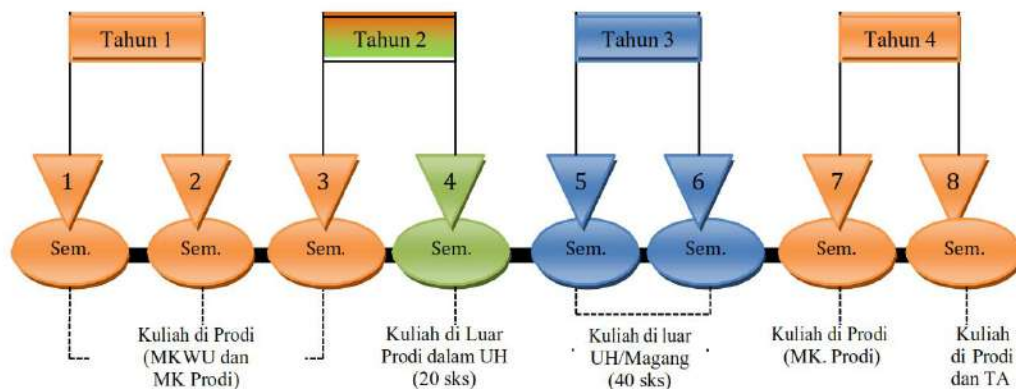 Tahun 1
Tahun 2
Tahun 3
Tahun 4
1
2
3
4
5
6
7
8
Sem.
Sem.
Sem.
Sem.
Sem.
Sem.
Sem.
Sem.
Kuliah di Prodi
(MKWU dan
MK Prodi)
Kuliah di Luar
Prodi dalam UH
(20 sks)
Kuliah di luar
UH/Magang
(40 sks)
Kuliah di Prodi
(MK. Prodi)
Kuliah
di Prodi
dan TA